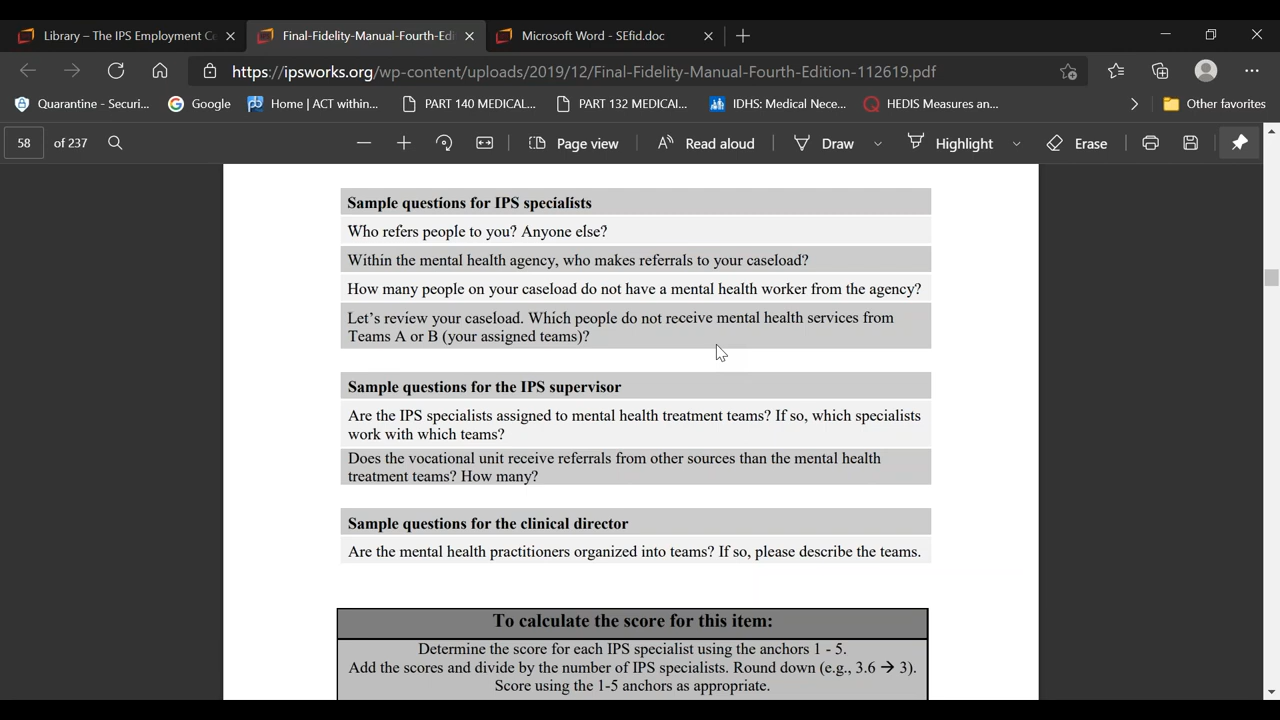 Library – The IPS Employment C
Final-Fidelity-Manual-Fourth-Edi
Microsoft Word - SEfid.doc
https://ipsworks.org/wp-content/uploads/2019/12/Final-Fidelity-Manual-Fourth-Edition-112619.pdf
Quarantine - Securi...
Google
Home | ACT within...
PART 140 MEDICAL...
PART 132 MEDICAL...
IDHS: Medical Nece...
HEDIS Measures an...
Other favorites
58 of 237
Page view
Read aloud
Draw
Highlight
Erase
Sample questions for IPS specialists
Who refers people to you? Anyone else?
Within the mental health agency, who makes referrals to your caseload?
How many people on your caseload do not have a mental health worker from the agency?
Let's review your caseload. Which people do not receive mental health services from
Teams A or B (your assigned teams)?
Sample questions for the IPS supervisor
Are the IPS specialists assigned to mental health treatment teams? If so, which specialists
work with which teams?
Does the vocational unit receive referrals from other sources than the mental health
treatment teams? How many?
Sample questions for the clinical director
Are the mental health practitioners organized into teams? If so, please describe the teams.
To calculate the score for this item:
Determine the score for each IPS specialist using the anchors 1 - 5.
Add the scores and divide by the number of IPS specialists. Round down (e.g., 3.6 → 3).
Score using the 1-5 anchors as appropriate.